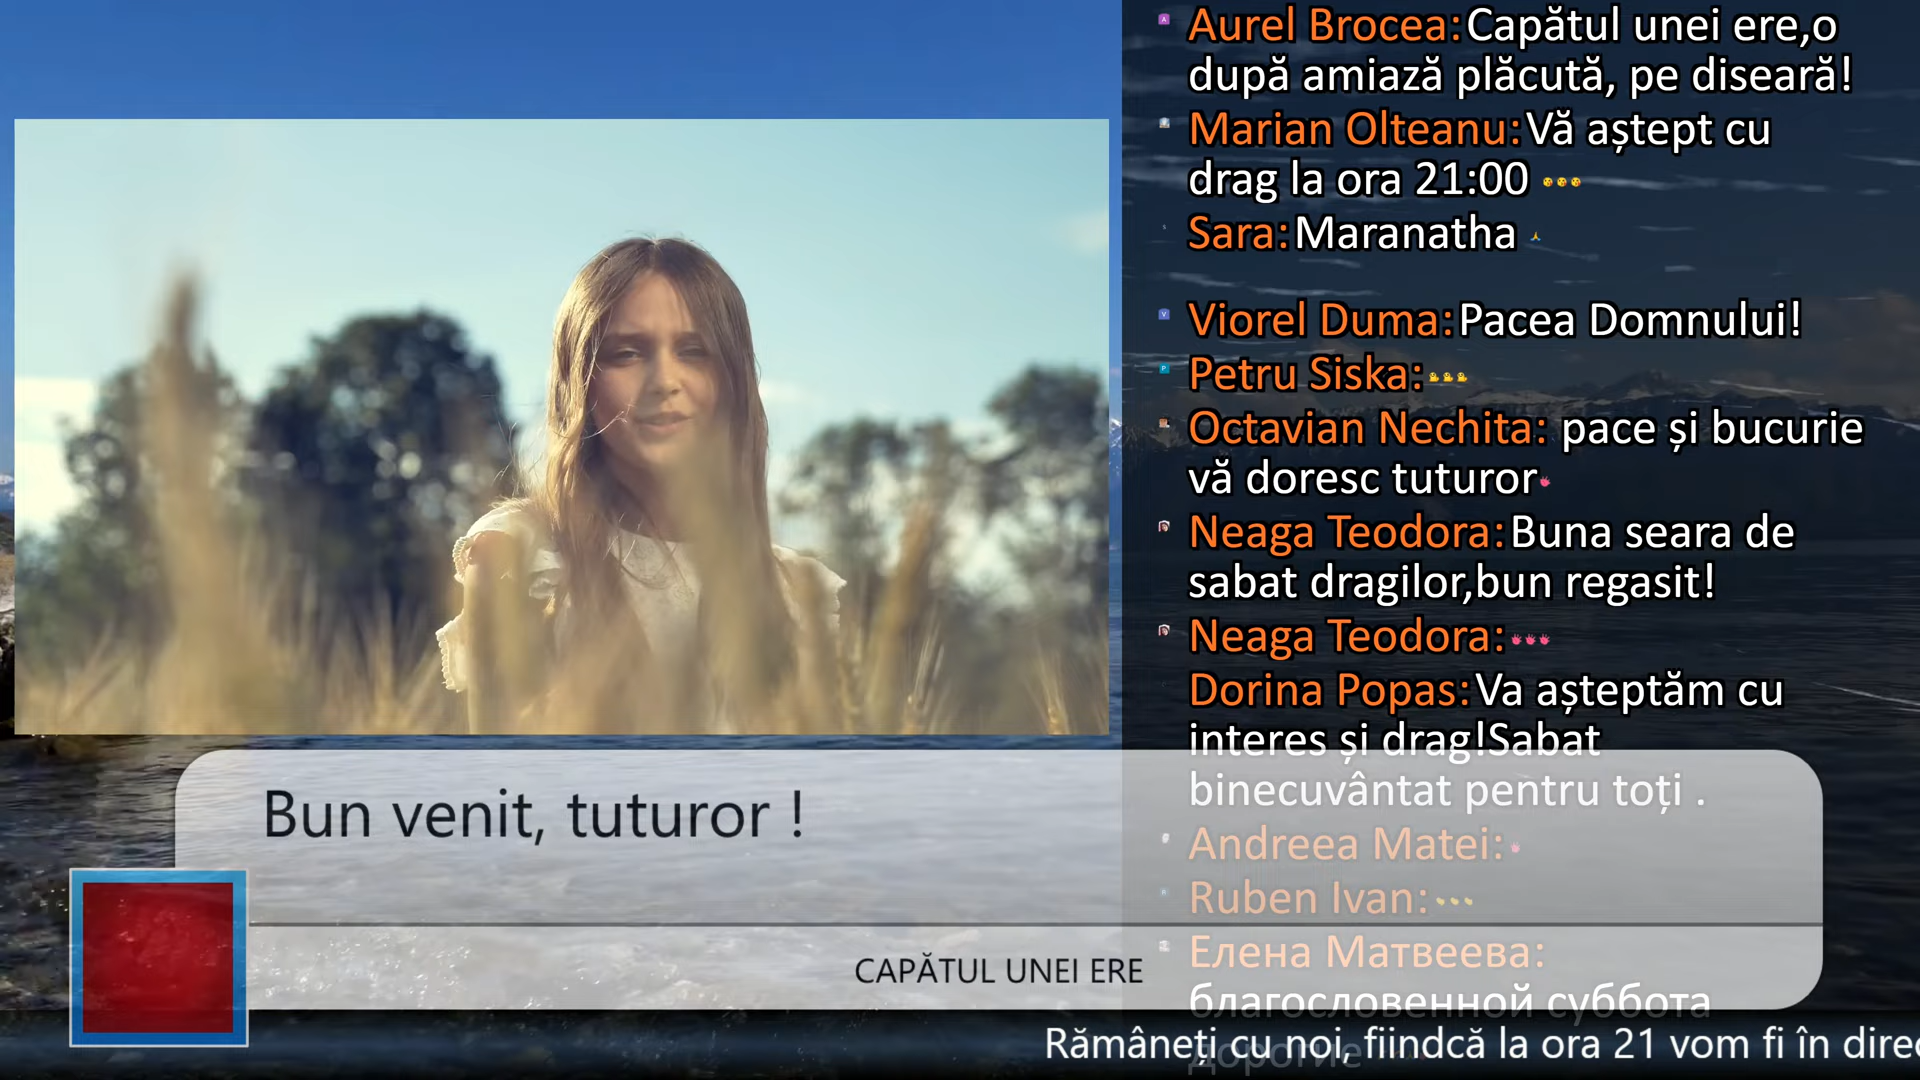 Aurel Brocea:Capătul unei ere,o
după amiază plăcută, pe diseară!
Marian Olteanu:Vă aștept cu
drag la ora 21:00
Sara:Maranatha
Viorel Duma:Pacea Domnului!
Petru Siska:
Octavian Nechita: pace și bucurie
vă doresc tuturor
Neaga Teodora:Buna seara de
sabat dragilor,bun regasit!
Neaga Teodora:
Dorina Popas:Va așteptăm cu
interes și drag!Sabat
binecuvântat pentru toți .
Andreea Matei:
Ruben Ivan:
Елена Матвеева:
благословенной суббота
дорогие
Bun venit, tuturor !
CAPĂTUL UNEI ERE
Rămâneți cu noi, fiindcă la ora 21 vom fi în direc